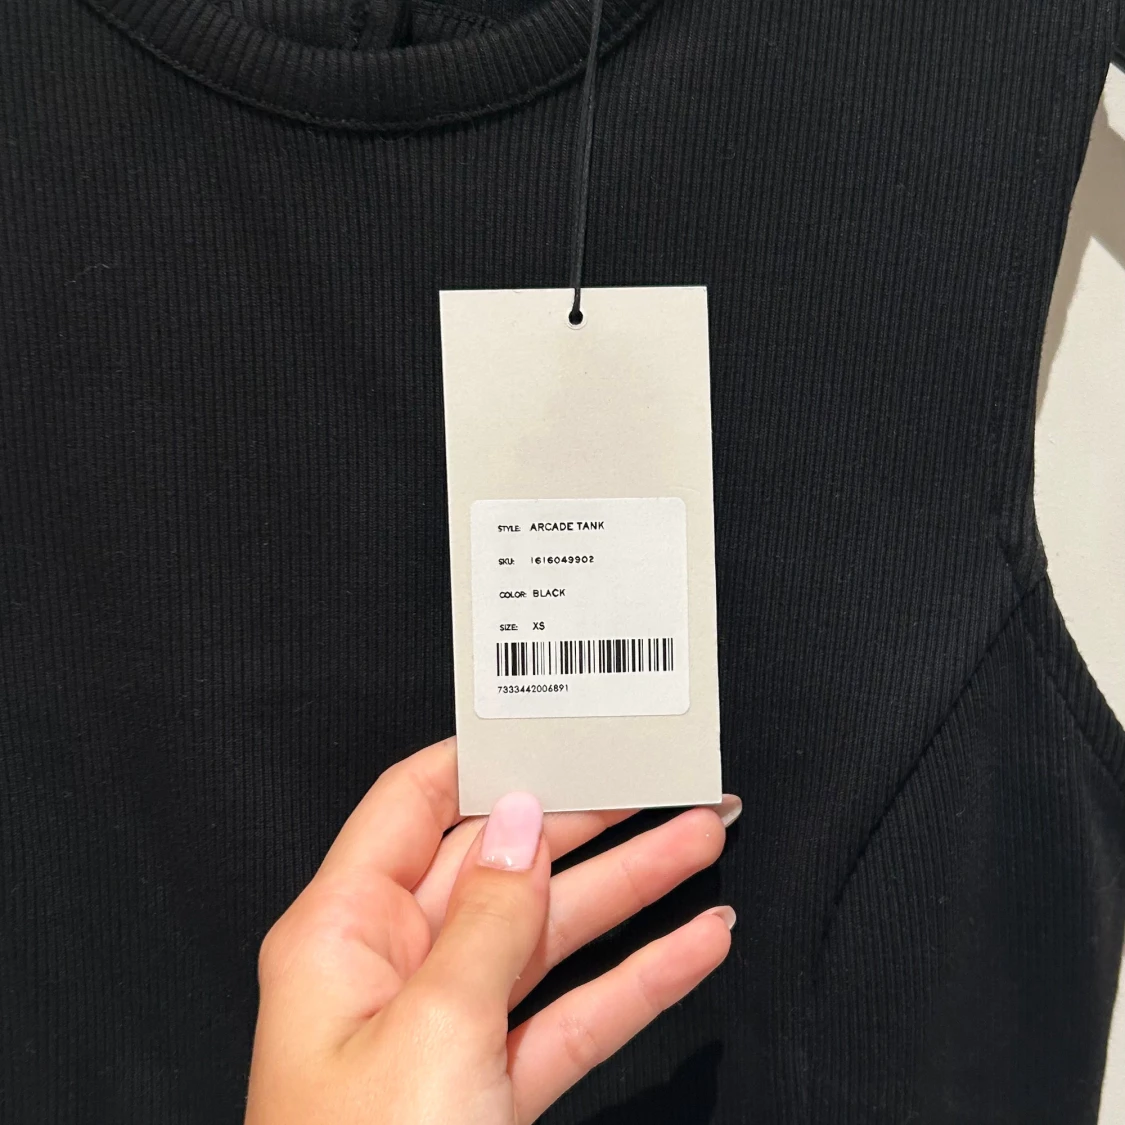 STYLE: ARCADE TANK
SKU: 1616049902
COLOR: BLACK
SIZE: XS
7333442006891